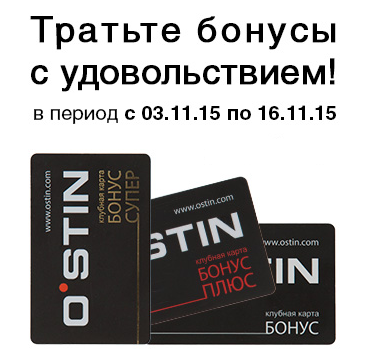 Тратьте бонусы
с удовольствием!
в период с 03.11.15 по 16.11.15
www.ostin.com
O'STIN
клубная карта
БОНУС
СУПЕР
www.ostin.com
STIN
клубная карта
БОНУС
ПЛЮС
www.ostin.com
STIN
клубная карта
БОНУС